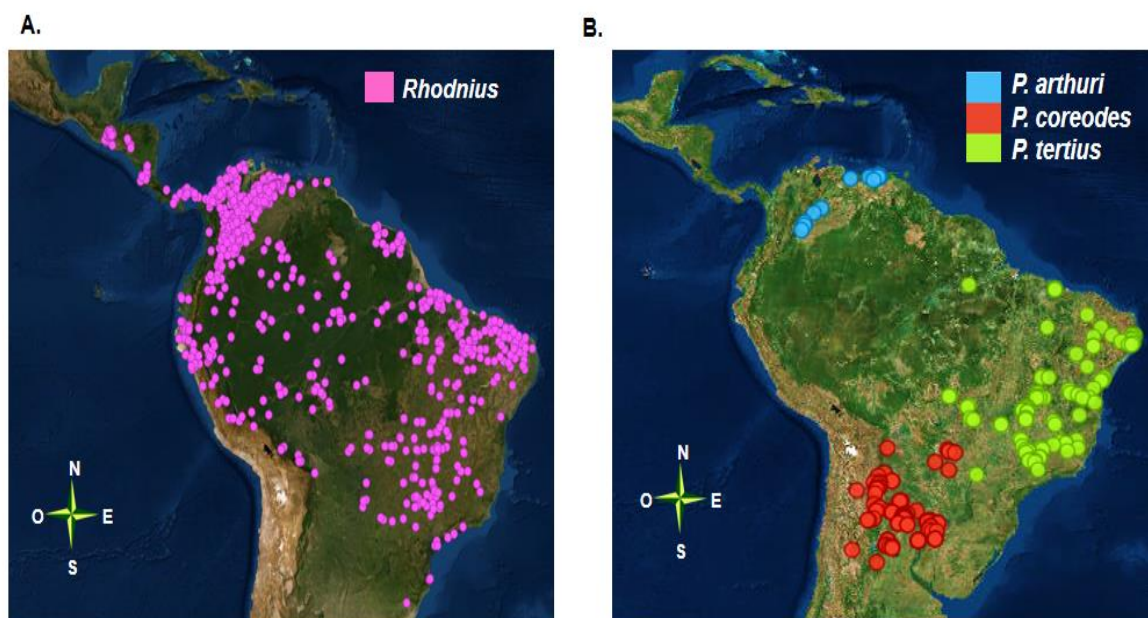 A.
Rhodnius
N
O E
S
B.
P. arthuri
P. coreodes
P. tertius
N
O E
S